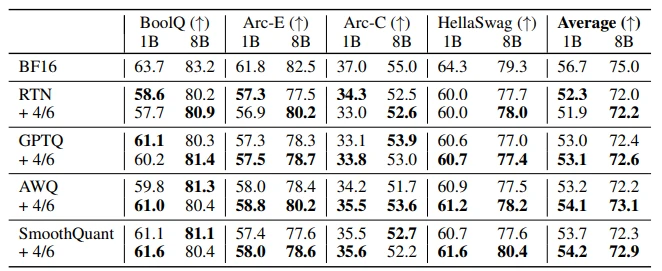 BoolQ (↑) Arc-E (↑) Arc-C (↑) HellaSwag (↑) Average (↑)
1B 8B 1B 8B 1B 8B 1B 8B 1B 8B
BF16 63.7 83.2 61.8 82.5 37.0 55.0 64.3 79.3 56.7 75.0
RTN 58.6 80.2 57.3 77.5 34.3 52.5 60.0 77.7 52.3 72.0
+ 4/6 57.7 80.9 56.9 80.2 33.0 52.6 60.0 78.0 51.9 72.2
GPTQ 61.1 80.3 57.3 78.3 33.1 53.9 60.6 77.0 53.0 72.4
+ 4/6 60.2 81.4 57.5 78.7 33.8 53.0 60.7 77.4 53.1 72.6
AWQ 59.8 81.3 58.0 78.4 34.2 51.7 60.9 77.5 53.2 72.2
+ 4/6 61.0 80.4 58.8 80.2 35.5 53.6 61.2 78.2 54.1 73.1
SmoothQuant 61.1 81.1 57.4 77.6 35.5 52.7 60.7 77.6 53.7 72.3
+ 4/6 61.6 80.4 58.0 78.6 35.6 52.2 61.6 80.4 54.2 72.9